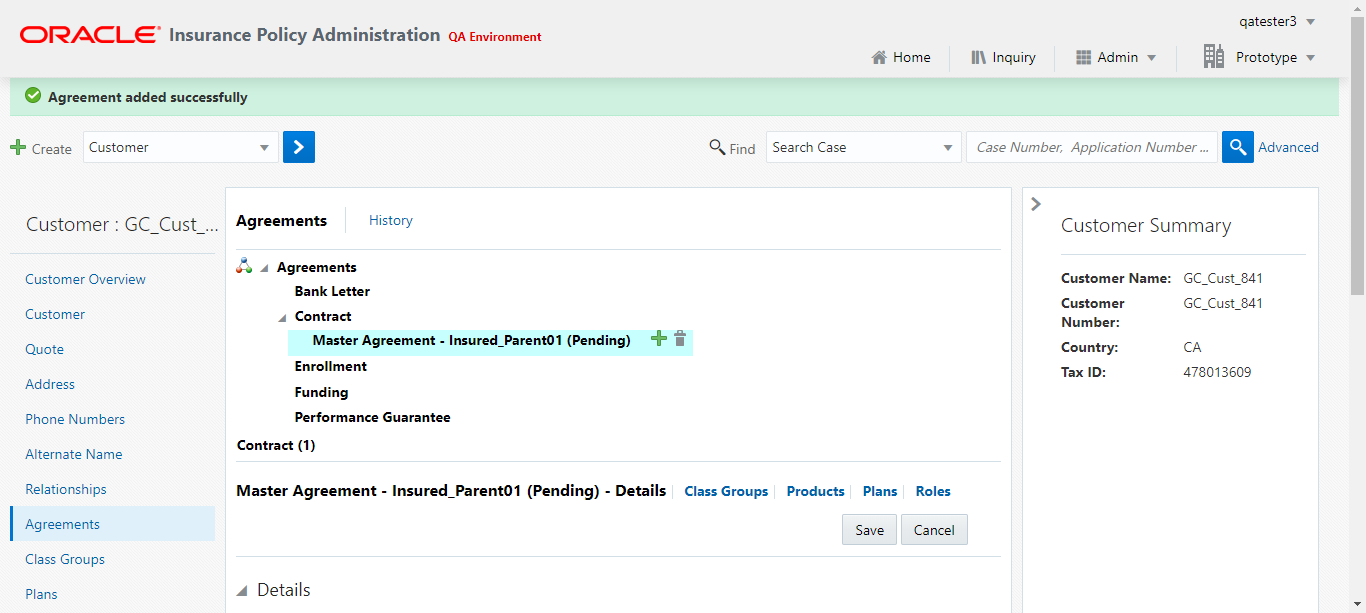 qatester3
ORACLE Insurance Policy Administration QA Environment
Home Inquiry Admin Prototype
Agreement added successfully
Create Customer Find Search Case Case Number, Application Number ... Advanced
Customer : GC_Cust_...
Customer Overview
Customer
Quote
Address
Phone Numbers
Alternate Name
Relationships
Agreements
Class Groups
Plans
Agreements History
Agreements
Bank Letter
Contract
Master Agreement - Insured_Parent01 (Pending)
Enrollment
Funding
Performance Guarantee
Contract (1)
Master Agreement - Insured_Parent01 (Pending) - Details Class Groups Products Plans Roles
Save Cancel
Details
Customer Summary
Customer Name: GC_Cust_841
Customer Number: GC_Cust_841
Country: CA
Tax ID: 478013609